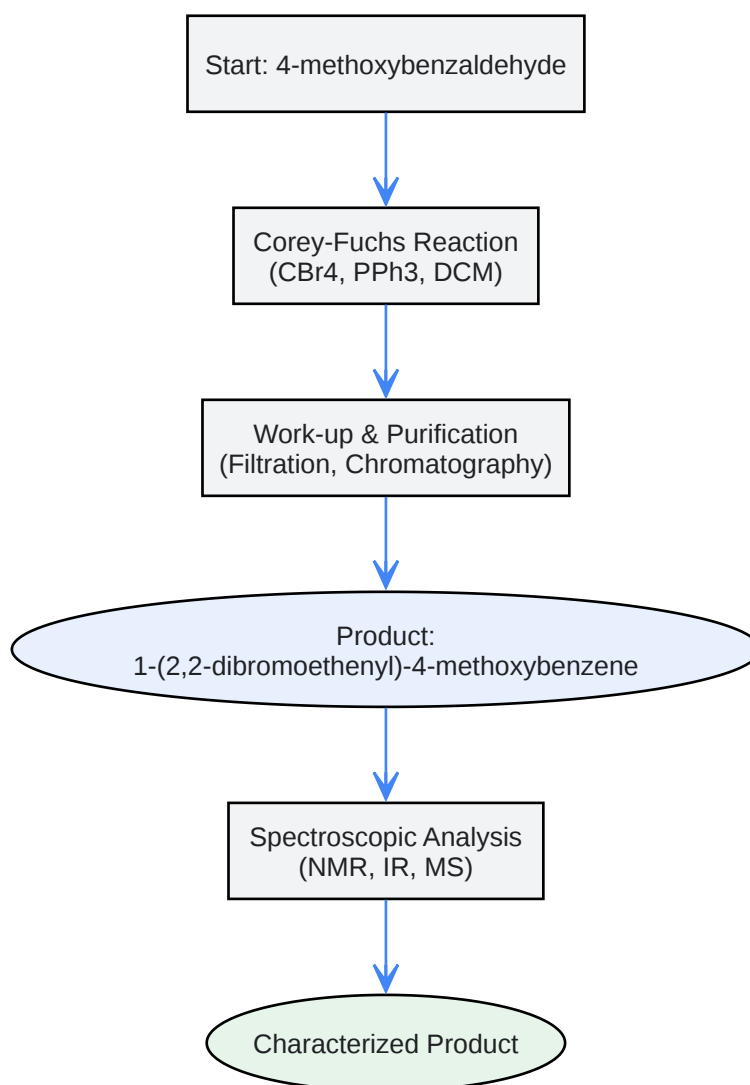 Start: 4-methoxybenzaldehyde
Corey-Fuchs Reaction
(CBr4, PPh3, DCM)
Work-up & Purification
(Filtration, Chromatography)
Product:
1-(2,2-dibromoethenyl)-4-methoxybenzene
Spectroscopic Analysis
(NMR, IR, MS)
Characterized Product